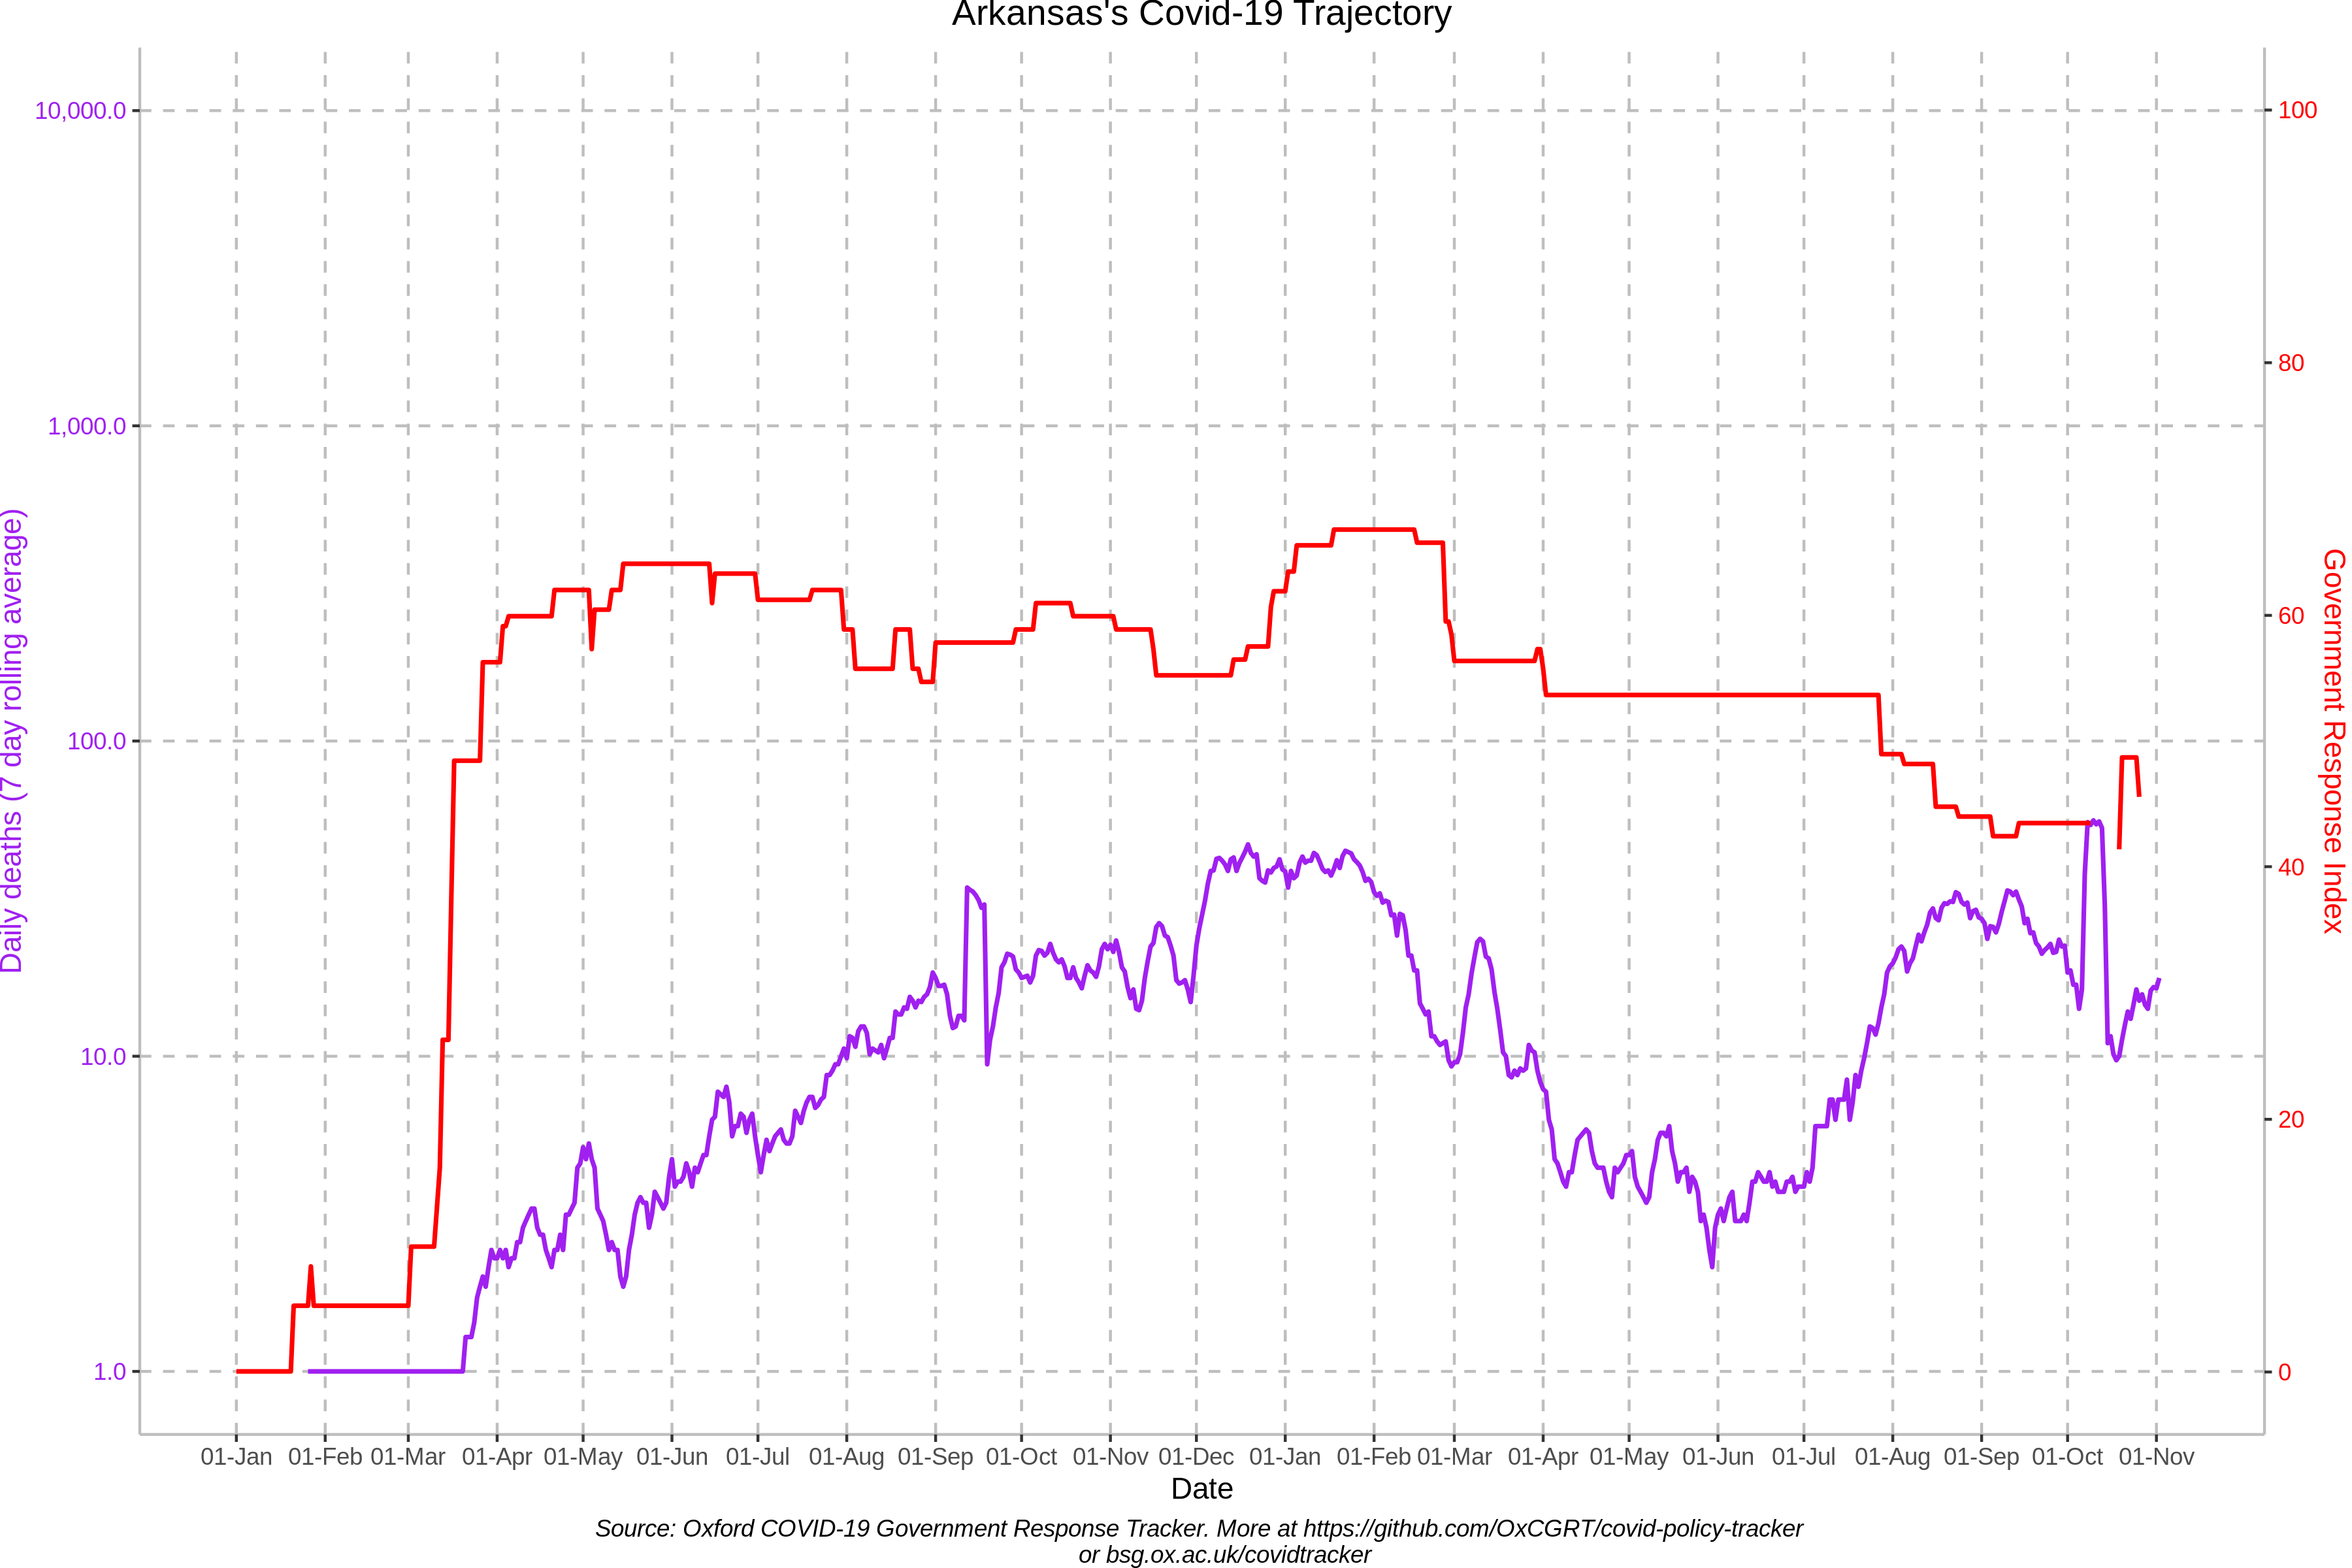 Arkansas's Covid-19 Trajectory
10,000.0
1,000.0
100.0
10.0
1.0
Daily deaths (7 day rolling average)
100
80
60
40
20
0
Government Response Index
01-Jan 01-Feb 01-Mar 01-Apr 01-May 01-Jun 01-Jul 01-Aug 01-Sep 01-Oct 01-Nov 01-Dec 01-Jan 01-Feb 01-Mar 01-Apr 01-May 01-Jun 01-Jul 01-Aug 01-Sep 01-Oct 01-Nov
Date
Source: Oxford COVID-19 Government Response Tracker. More at https://github.com/OxCGRT/covid-policy-tracker
or bsg.ox.ac.uk/covidtracker